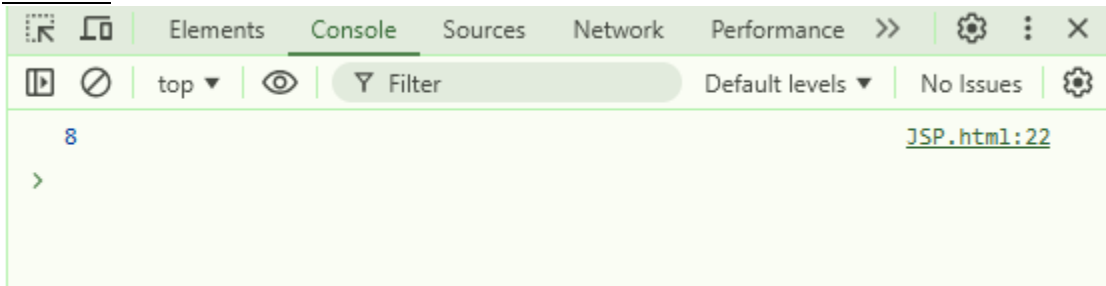 Elements Console Sources Network Performance
top Filter Default levels No Issues
8 JSP.html:22